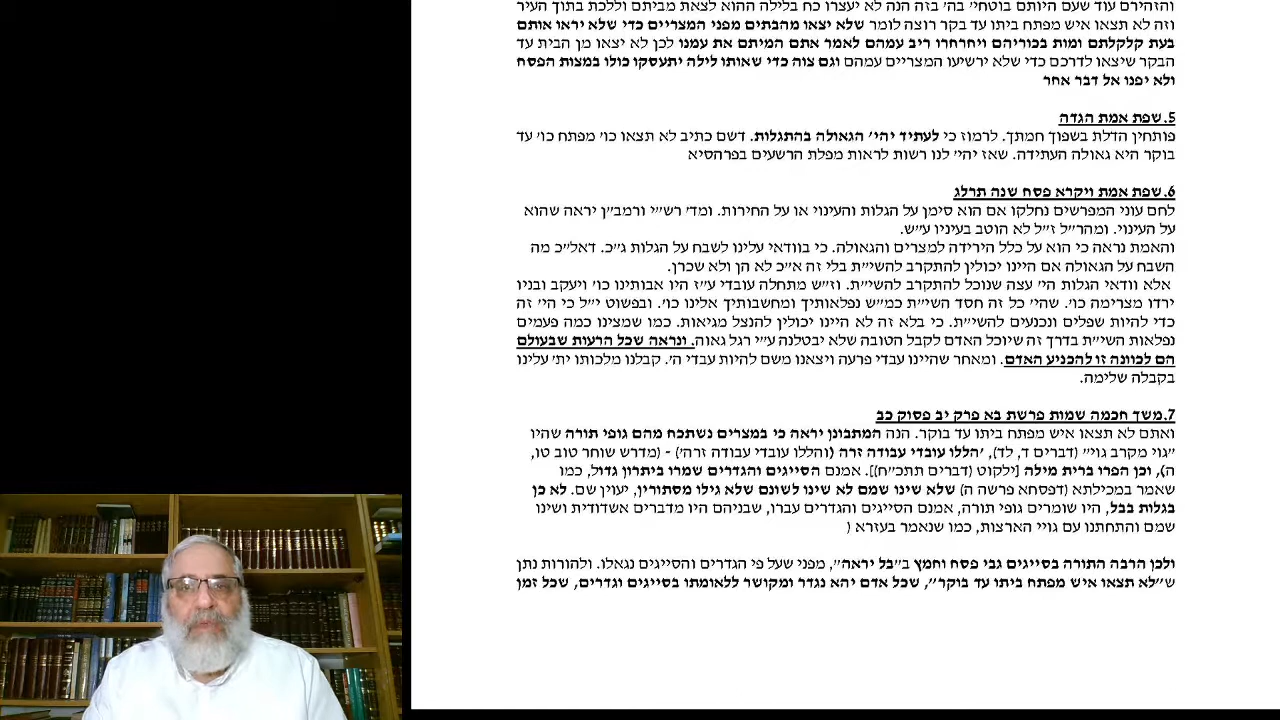 והזהירם עוד שעם היותם בוטחי׳ בה׳ בזה הנה לא יעצרו כח בלילה ההוא לצאת מביתם וללכת בתוך העיר
וזה לא תצאו איש מפתח ביתו עד בקר רוצה לומר שלא יצאו מהבתים מפני המצריים כדי שלא יראו אותם
בעת קלקלתם ומות בכוריהם ויחרחרו ריב עמהם לאמר אתם המיתם את עמנו לכן לא יצאו מן הבית עד
הבקר שיצאו לדרכם כדי שלא ירשיעו המצריים עמהם וגם צוה כדי שאותו לילה יתעסקו כולו במצות הפסח
ולא יפנו אל דבר אחר
5.שפת אמת הגדה
פותחין הדלת בשפוך חמתך. לרמוז כי לעתיד יהי׳ הגאולה בהתגלות. דשם כתיב לא תצאו כו׳ מפתח כו׳ עד
בוקר היא גאולה העתידה. שאז יהי׳ לנו רשות לראות מפלת הרשעים בפרהסיא
6.שפת אמת ויקרא פסח שנה תרלג
לחם עוני המפרשים נחלקו אם הוא סימן על הגלות והעינוי או על החירות. ומד׳ רש״י ורמב״ן יראה שהוא
על העינוי. ומהר״ל ז״ל לא הוטב בעיניו ע״ש.
והאמת נראה כי הוא על כלל הירידה למצרים והגאולה. כי בוודאי עלינו לשבח על הגלות ג״כ. דאל״כ מה
השבח על הגאולה אם היינו יכולין להתקרב להשי״ת בלי זה א״כ לא הן ולא שכרן.
אלא וודאי הגלות הי׳ עצה שנוכל להתקרב להשי״ת. וז״ש מתחלה עובדי ע״ז היו אבותינו כו׳ ויעקב ובניו
ירדו מצרימה כו׳. שהי׳ כל זה חסד השי״ת כמ״ש נפלאותיך ומחשבותיך אלינו כו׳. ובפשוט י״ל כי הי׳ זה
כדי להיות שפלים ונכנעים להשי״ת. כי בלא זה לא היינו יכולין להנצל מגיאות. כמו שמצינו כמה פעמים
נפלאות השי״ת בדרך זה שיוכל האדם לקבל הטובה שלא יבטלנה ע״י רגל גאוה. ונראה שכל הרעות שבעולם
הם לכוונה זו להכניע האדם. ומאחר שהיינו עבדי פרעה ויצאנו משם להיות עבדי ה׳. קבלנו מלכותו ית׳ עלינו
בקבלה שלימה.
7.משך חכמה שמות פרשת בא פרק יב פסוק כב
ואתם לא תצאו איש מפתח ביתו עד בוקר. הנה המתבונן יראה כי במצרים נשתכח מהם גופי תורה שהיו
״גוי מקרב גוי״ (דברים ד, לד), ׳הללו עובדי עבודה זרה (והללו עובדי עבודה זרה׳) - (מדרש שוחר טוב טו,
ה), וכן הפרו ברית מילה [ילקוט (דברים תתכ״ח)]. אמנם הסייגים והגדרים שמרו ביתרון גדול, כמו
שאמר במכילתא (דפסחא פרשה ה) שלא שינו שמם לא שינו לשונם שלא גילו מסתורין, יעוין שם. לא כן
בגלות בבל, היו שומרים גופי תורה, אמנם הסייגים והגדרים עברו, שבניהם היו מדברים אשדודית ושינו
שמם והתחתנו עם גויי הארצות, כמו שנאמר בעזרא (
ולכן הרבה התורה בסייגים גבי פסח וחמץ ב״בל יראה״, מפני שעל פי הגדרים והסייגים נגאלו. ולהורות נתן
ש״לא תצאו איש מפתח ביתו עד בוקר״, שכל אדם יהא נגדר ומקושר ללאומתו בסייגים וגדרים, שכל זמן